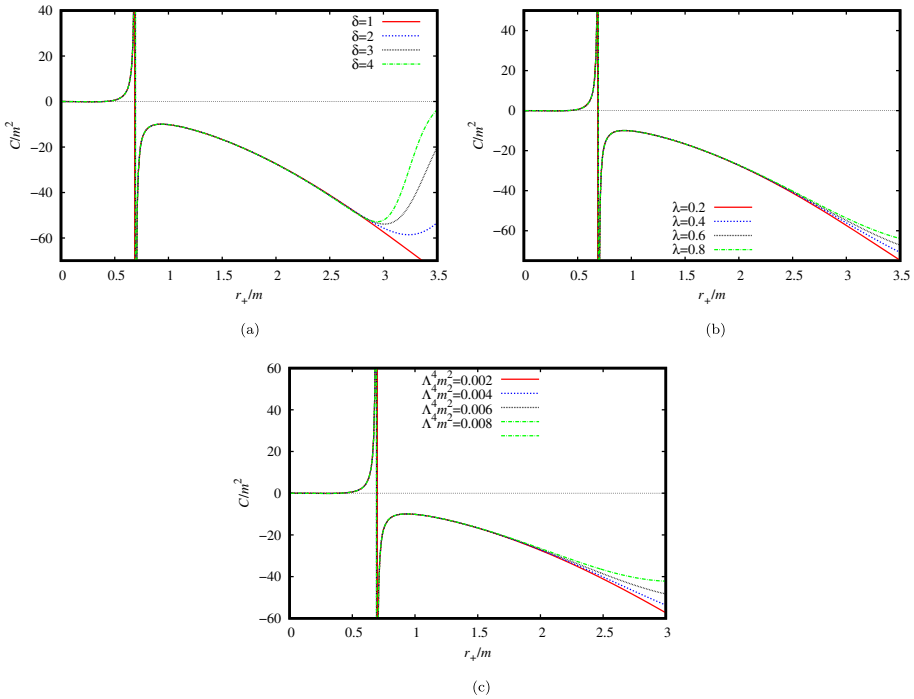 40
20
0
−20
−40
−60
C/m²
δ=1
δ=2
δ=3
δ=4
0 0.5 1 1.5 2 2.5 3 3.5
r₊/m
(a)
40
20
0
−20
−40
−60
C/m²
λ=0.2
λ=0.4
λ=0.6
λ=0.8
0 0.5 1 1.5 2 2.5 3 3.5
r₊/m
(b)
60
40
20
0
−20
−40
−60
C/m²
Λ⁴m²=0.002
Λ⁴m²=0.004
Λ⁴m²=0.006
Λ⁴m²=0.008
0 0.5 1 1.5 2 2.5 3
r₊/m
(c)